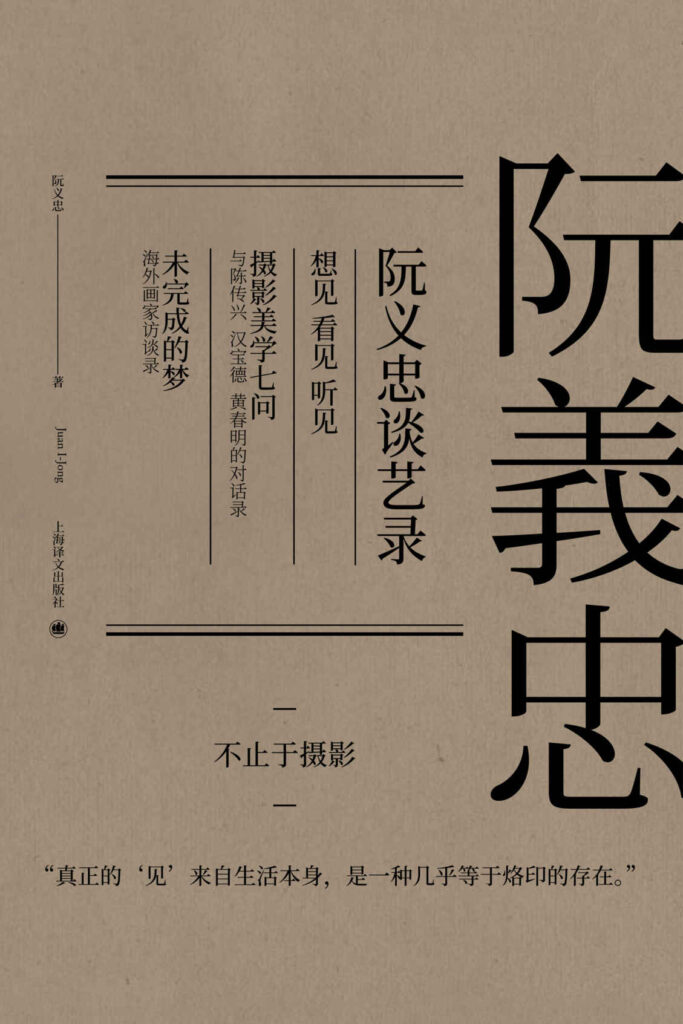 阮義忠
阮义忠谈艺录
想见 看见 听见
摄影美学七问
与陈传兴、汉宝德、黄春明的对话录
未完成的梦
海外画家访谈录
阮义忠
著
Juan I-Jong
上海译文出版社
不止于摄影
“真正的‘见’来自生活本身，是一种几乎等于烙印的存在。”